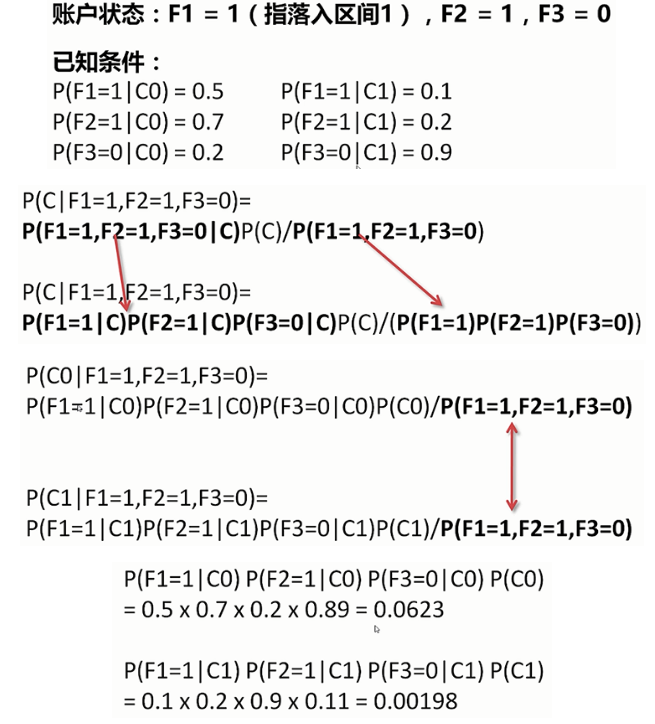 账户状态：F1 = 1（指落入区间1），F2 = 1，F3 = 0
已知条件：
P(F1=1|C0) = 0.5 P(F1=1|C1) = 0.1
P(F2=1|C0) = 0.7 P(F2=1|C1) = 0.2
P(F3=0|C0) = 0.2 P(F3=0|C1) = 0.9
P(C|F1=1,F2=1,F3=0)=
P(F1=1,F2=1,F3=0|C)P(C)/P(F1=1,F2=1,F3=0)
P(C|F1=1,F2=1,F3=0)=
P(F1=1|C)P(F2=1|C)P(F3=0|C)P(C)/(P(F1=1)P(F2=1)P(F3=0))
P(C0|F1=1,F2=1,F3=0)=
P(F1=1|C0)P(F2=1|C0)P(F3=0|C0)P(C0)/P(F1=1,F2=1,F3=0)
P(C1|F1=1,F2=1,F3=0)=
P(F1=1|C1)P(F2=1|C1)P(F3=0|C1)P(C1)/P(F1=1,F2=1,F3=0)
P(F1=1|C0) P(F2=1|C0) P(F3=0|C0) P(C0)
= 0.5 x 0.7 x 0.2 x 0.89 = 0.0623
P(F1=1|C1) P(F2=1|C1) P(F3=0|C1) P(C1)
= 0.1 x 0.2 x 0.9 x 0.11 = 0.00198